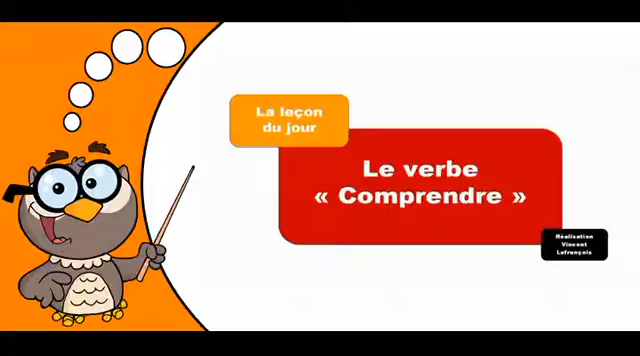 La leçon
du jour
Le verbe
« Comprendre »
Réalisation
Vincent
Lefrançois